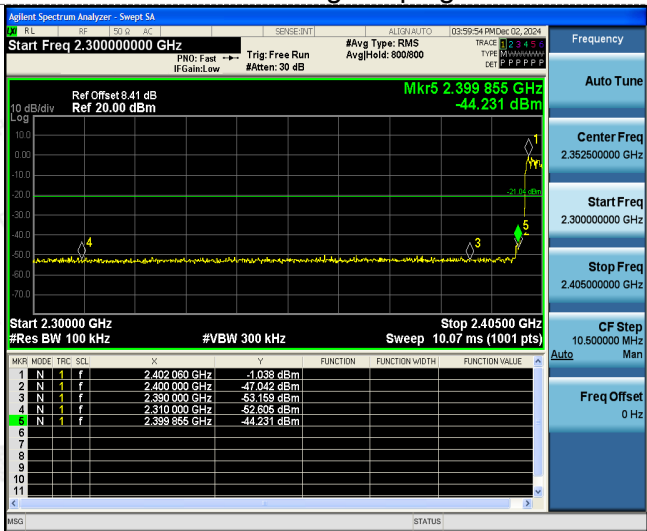 Agilent Spectrum Analyzer - Swept SA
RL RF 50 Ω AC SENSE:INT ALIGNAUTO 03:59:54 PM Dec 02, 2024
Start Freq 2.300000000 GHz
PNO: Fast
IFGain:Low
Trig: Free Run
#Atten: 30 dB
#Avg Type: RMS
Avg|Hold: 800/800
TRACE 1 2 3 4 5 6
TYPE MWWWWW
DET P P P P P P
Frequency
Auto Tune
Center Freq
2.352500000 GHz
Start Freq
2.300000000 GHz
Stop Freq
2.405000000 GHz
CF Step
10.500000 MHz
Auto Man
Freq Offset
0 Hz
Mkr5 2.399 855 GHz
-44.231 dBm
Ref Offset 8.41 dB
10 dB/div Ref 20.00 dBm
Log
10.0
0.00
-10.0
-20.0
-30.0
-40.0
-50.0
-60.0
-70.0
1
-21.04 dBm
5
2
3
4
Start 2.30000 GHz Stop 2.40500 GHz
#Res BW 100 kHz #VBW 300 kHz Sweep 10.07 ms (1001 pts)
MKR MODE TRC SCL X Y FUNCTION FUNCTION WIDTH FUNCTION VALUE
1 N 1 f 2.402 060 GHz -1.038 dBm
2 N 1 f 2.400 000 GHz -47.042 dBm
3 N 1 f 2.390 000 GHz -53.159 dBm
4 N 1 f 2.310 000 GHz -52.605 dBm
5 N 1 f 2.399 855 GHz -44.231 dBm
6
7
8
9
10
11
MSG STATUS